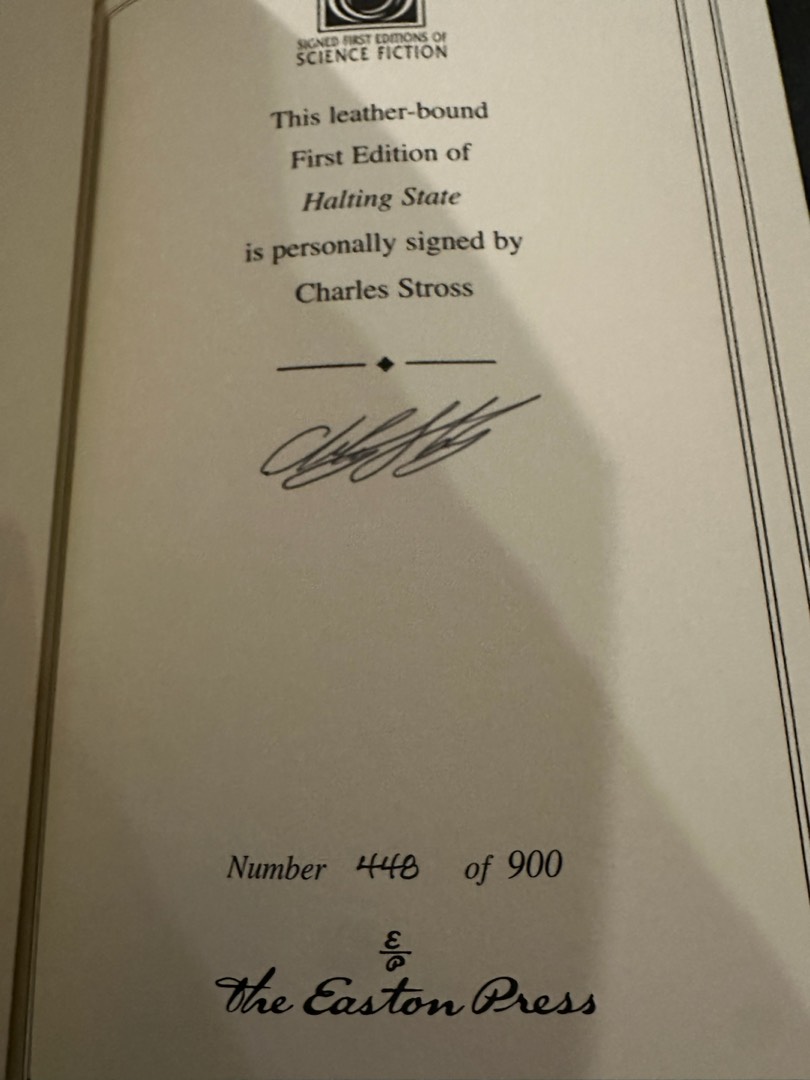 SIGNED FIRST EDITIONS OF
SCIENCE FICTION
This leather-bound
First Edition of
Halting State
is personally signed by
Charles Stross
Number 448 of 900
E
P
The Easton Press